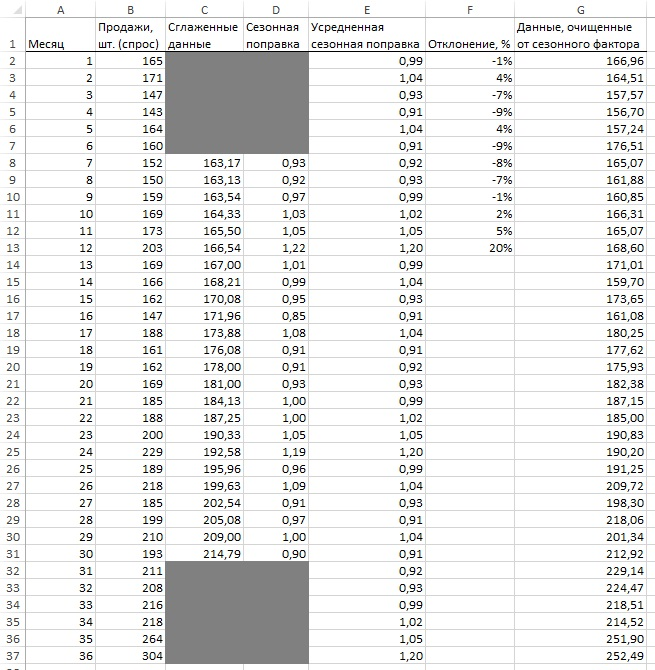 A B C D E F G
Продажи, Сглаженные Сезонная Усредненная Данные, очищенные
1 Месяц шт. (спрос) данные поправка сезонная поправка Отклонение, % от сезонного фактора
2 1 165 0,99 -1% 166,96
3 2 171 1,04 4% 164,51
4 3 147 0,93 -7% 157,57
5 4 143 0,91 -9% 156,70
6 5 164 1,04 4% 157,24
7 6 160 0,91 -9% 176,51
8 7 152 163,17 0,93 0,92 -8% 165,07
9 8 150 163,13 0,92 0,93 -7% 161,88
10 9 159 163,54 0,97 0,99 -1% 160,85
11 10 169 164,33 1,03 1,02 2% 166,31
12 11 173 165,50 1,05 1,05 5% 165,07
13 12 203 166,54 1,22 1,20 20% 168,60
14 13 169 167,00 1,01 0,99 171,01
15 14 166 168,21 0,99 1,04 159,70
16 15 162 170,08 0,95 0,93 173,65
17 16 147 171,96 0,85 0,91 161,08
18 17 188 173,88 1,08 1,04 180,25
19 18 161 176,08 0,91 0,91 177,62
20 19 162 178,00 0,91 0,92 175,93
21 20 169 181,00 0,93 0,93 182,38
22 21 185 184,13 1,00 0,99 187,15
23 22 188 187,25 1,00 1,02 185,00
24 23 200 190,33 1,05 1,05 190,83
25 24 229 192,58 1,19 1,20 190,20
26 25 189 195,96 0,96 0,99 191,25
27 26 218 199,63 1,09 1,04 209,72
28 27 185 202,54 0,91 0,93 198,30
29 28 199 205,08 0,97 0,91 218,06
30 29 210 209,00 1,00 1,04 201,34
31 30 193 214,79 0,90 0,91 212,92
32 31 211 0,92 229,14
33 32 208 0,93 224,47
34 33 216 0,99 218,51
35 34 218 1,02 214,52
36 35 264 1,05 251,90
37 36 304 1,20 252,49